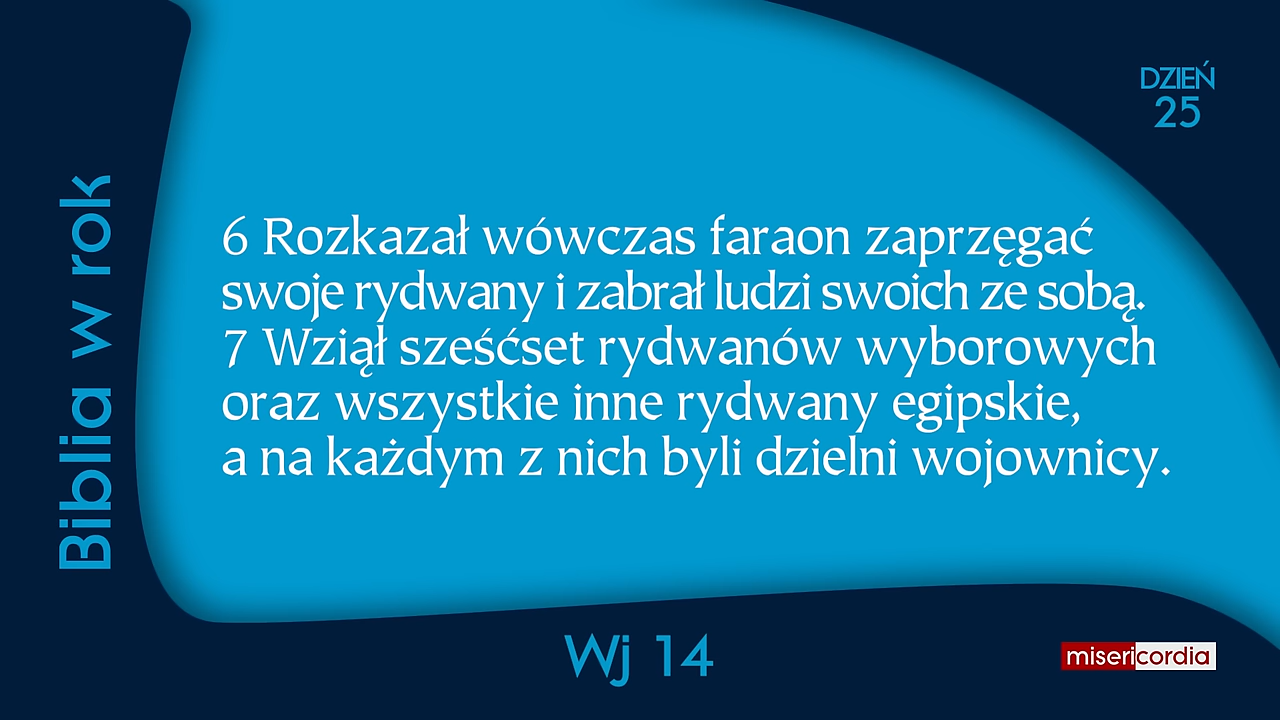 DZIEŃ
25
Biblia w rok
6 Rozkazał wówczas faraon zaprzęgać
swoje rydwany i zabrał ludzi swoich ze sobą.
7 Wziął sześćset rydwanów wyborowych
oraz wszystkie inne rydwany egipskie,
a na każdym z nich byli dzielni wojownicy.
Wj 14
misericordia